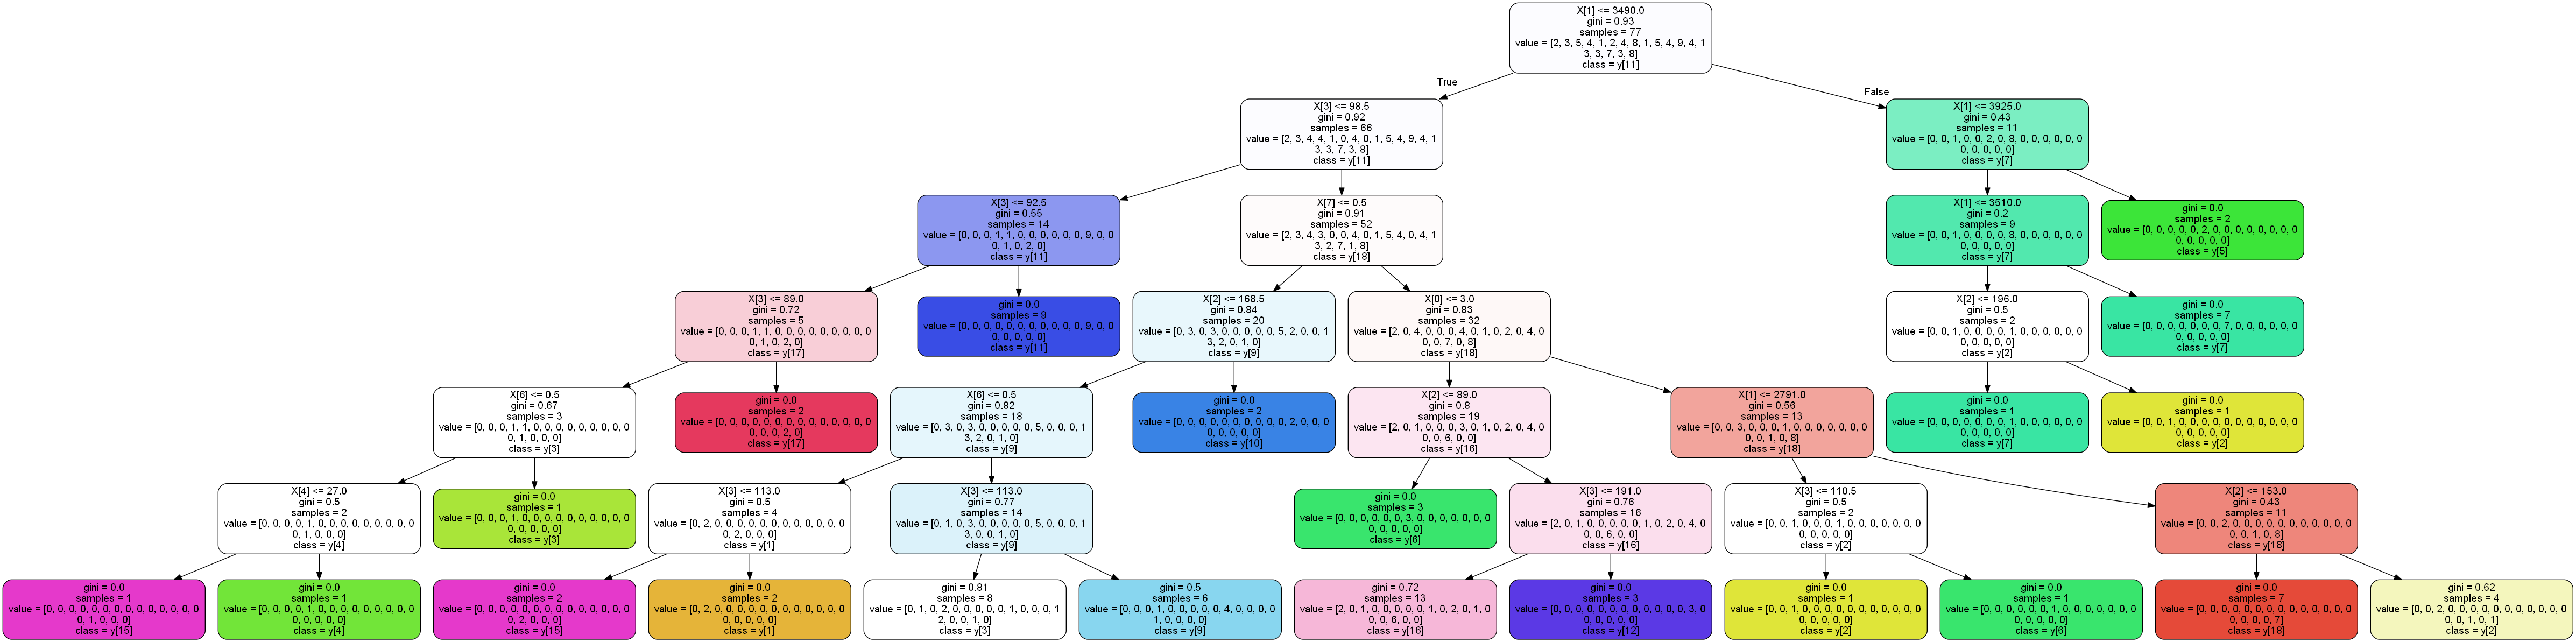 X[1] <= 3490.0
gini = 0.93
samples = 77
value = [2, 3, 5, 4, 1, 2, 4, 8, 1, 5, 4, 9, 4, 1
3, 3, 7, 3, 8]
class = y[11]
True
False
X[3] <= 98.5
gini = 0.92
samples = 66
value = [2, 3, 4, 4, 1, 0, 4, 0, 1, 5, 4, 9, 4, 1
3, 3, 7, 3, 8]
class = y[11]
X[1] <= 3925.0
gini = 0.43
samples = 11
value = [0, 0, 1, 0, 0, 2, 0, 8, 0, 0, 0, 0, 0, 0
0, 0, 0, 0, 0]
class = y[7]
X[3] <= 92.5
gini = 0.55
samples = 14
value = [0, 0, 0, 1, 1, 0, 0, 0, 0, 0, 0, 9, 0, 0
0, 1, 0, 2, 0]
class = y[11]
X[7] <= 0.5
gini = 0.91
samples = 52
value = [2, 3, 4, 3, 0, 0, 4, 0, 1, 5, 4, 0, 4, 1
3, 2, 7, 1, 8]
class = y[18]
X[1] <= 3510.0
gini = 0.2
samples = 9
value = [0, 0, 1, 0, 0, 0, 0, 8, 0, 0, 0, 0, 0, 0
0, 0, 0, 0, 0]
class = y[7]
gini = 0.0
samples = 2
value = [0, 0, 0, 0, 0, 2, 0, 0, 0, 0, 0, 0, 0, 0
0, 0, 0, 0, 0]
class = y[5]
X[3] <= 89.0
gini = 0.72
samples = 5
value = [0, 0, 0, 1, 1, 0, 0, 0, 0, 0, 0, 0, 0, 0
0, 1, 0, 2, 0]
class = y[17]
gini = 0.0
samples = 9
value = [0, 0, 0, 0, 0, 0, 0, 0, 0, 0, 0, 9, 0, 0
0, 0, 0, 0, 0]
class = y[11]
X[2] <= 168.5
gini = 0.84
samples = 20
value = [0, 3, 0, 3, 0, 0, 0, 0, 0, 5, 2, 0, 0, 1
3, 2, 0, 1, 0]
class = y[9]
X[0] <= 3.0
gini = 0.83
samples = 32
value = [2, 0, 4, 0, 0, 0, 4, 0, 1, 0, 2, 0, 4, 0
0, 0, 7, 0, 8]
class = y[18]
X[2] <= 196.0
gini = 0.5
samples = 2
value = [0, 0, 1, 0, 0, 0, 0, 1, 0, 0, 0, 0, 0, 0
0, 0, 0, 0, 0]
class = y[2]
gini = 0.0
samples = 7
value = [0, 0, 0, 0, 0, 0, 0, 7, 0, 0, 0, 0, 0, 0
0, 0, 0, 0, 0]
class = y[7]
X[6] <= 0.5
gini = 0.67
samples = 3
value = [0, 0, 0, 1, 1, 0, 0, 0, 0, 0, 0, 0, 0, 0
0, 1, 0, 0, 0]
class = y[3]
gini = 0.0
samples = 2
value = [0, 0, 0, 0, 0, 0, 0, 0, 0, 0, 0, 0, 0, 0
0, 0, 0, 2, 0]
class = y[17]
X[6] <= 0.5
gini = 0.82
samples = 18
value = [0, 3, 0, 3, 0, 0, 0, 0, 0, 5, 0, 0, 0, 1
3, 2, 0, 1, 0]
class = y[9]
gini = 0.0
samples = 2
value = [0, 0, 0, 0, 0, 0, 0, 0, 0, 0, 2, 0, 0, 0
0, 0, 0, 0, 0]
class = y[10]
X[2] <= 89.0
gini = 0.8
samples = 19
value = [2, 0, 1, 0, 0, 0, 3, 0, 1, 0, 2, 0, 4, 0
0, 0, 6, 0, 0]
class = y[16]
X[1] <= 2791.0
gini = 0.56
samples = 13
value = [0, 0, 3, 0, 0, 0, 1, 0, 0, 0, 0, 0, 0, 0
0, 0, 1, 0, 8]
class = y[18]
gini = 0.0
samples = 1
value = [0, 0, 0, 0, 0, 0, 0, 1, 0, 0, 0, 0, 0, 0
0, 0, 0, 0, 0]
class = y[7]
gini = 0.0
samples = 1
value = [0, 0, 1, 0, 0, 0, 0, 0, 0, 0, 0, 0, 0, 0
0, 0, 0, 0, 0]
class = y[2]
X[4] <= 27.0
gini = 0.5
samples = 2
value = [0, 0, 0, 0, 1, 0, 0, 0, 0, 0, 0, 0, 0, 0
0, 1, 0, 0, 0]
class = y[4]
gini = 0.0
samples = 1
value = [0, 0, 0, 1, 0, 0, 0, 0, 0, 0, 0, 0, 0, 0
0, 0, 0, 0, 0]
class = y[3]
X[3] <= 113.0
gini = 0.5
samples = 4
value = [0, 2, 0, 0, 0, 0, 0, 0, 0, 0, 0, 0, 0, 0
0, 2, 0, 0, 0]
class = y[1]
X[3] <= 113.0
gini = 0.77
samples = 14
value = [0, 1, 0, 3, 0, 0, 0, 0, 0, 5, 0, 0, 0, 1
3, 0, 0, 1, 0]
class = y[9]
gini = 0.0
samples = 3
value = [0, 0, 0, 0, 0, 0, 3, 0, 0, 0, 0, 0, 0, 0
0, 0, 0, 0, 0]
class = y[6]
X[3] <= 191.0
gini = 0.76
samples = 16
value = [2, 0, 1, 0, 0, 0, 0, 0, 1, 0, 2, 0, 4, 0
0, 0, 6, 0, 0]
class = y[16]
X[3] <= 110.5
gini = 0.5
samples = 2
value = [0, 0, 1, 0, 0, 0, 1, 0, 0, 0, 0, 0, 0, 0
0, 0, 0, 0, 0]
class = y[2]
X[2] <= 153.0
gini = 0.43
samples = 11
value = [0, 0, 2, 0, 0, 0, 0, 0, 0, 0, 0, 0, 0, 0
0, 0, 1, 0, 8]
class = y[18]
gini = 0.0
samples = 1
value = [0, 0, 0, 0, 0, 0, 0, 0, 0, 0, 0, 0, 0, 0
0, 1, 0, 0, 0]
class = y[15]
gini = 0.0
samples = 1
value = [0, 0, 0, 0, 1, 0, 0, 0, 0, 0, 0, 0, 0, 0
0, 0, 0, 0, 0]
class = y[4]
gini = 0.0
samples = 2
value = [0, 0, 0, 0, 0, 0, 0, 0, 0, 0, 0, 0, 0, 0
0, 2, 0, 0, 0]
class = y[15]
gini = 0.0
samples = 2
value = [0, 2, 0, 0, 0, 0, 0, 0, 0, 0, 0, 0, 0, 0
0, 0, 0, 0, 0]
class = y[1]
gini = 0.81
samples = 8
value = [0, 1, 0, 2, 0, 0, 0, 0, 0, 1, 0, 0, 0, 1
2, 0, 0, 1, 0]
class = y[3]
gini = 0.5
samples = 6
value = [0, 0, 0, 1, 0, 0, 0, 0, 0, 4, 0, 0, 0, 0
1, 0, 0, 0, 0]
class = y[9]
gini = 0.72
samples = 13
value = [2, 0, 1, 0, 0, 0, 0, 0, 1, 0, 2, 0, 1, 0
0, 0, 6, 0, 0]
class = y[16]
gini = 0.0
samples = 3
value = [0, 0, 0, 0, 0, 0, 0, 0, 0, 0, 0, 0, 3, 0
0, 0, 0, 0, 0]
class = y[12]
gini = 0.0
samples = 1
value = [0, 0, 1, 0, 0, 0, 0, 0, 0, 0, 0, 0, 0, 0
0, 0, 0, 0, 0]
class = y[2]
gini = 0.0
samples = 1
value = [0, 0, 0, 0, 0, 0, 1, 0, 0, 0, 0, 0, 0, 0
0, 0, 0, 0, 0]
class = y[6]
gini = 0.0
samples = 7
value = [0, 0, 0, 0, 0, 0, 0, 0, 0, 0, 0, 0, 0, 0
0, 0, 0, 0, 7]
class = y[18]
gini = 0.62
samples = 4
value = [0, 0, 2, 0, 0, 0, 0, 0, 0, 0, 0, 0, 0, 0
0, 0, 1, 0, 1]
class = y[2]